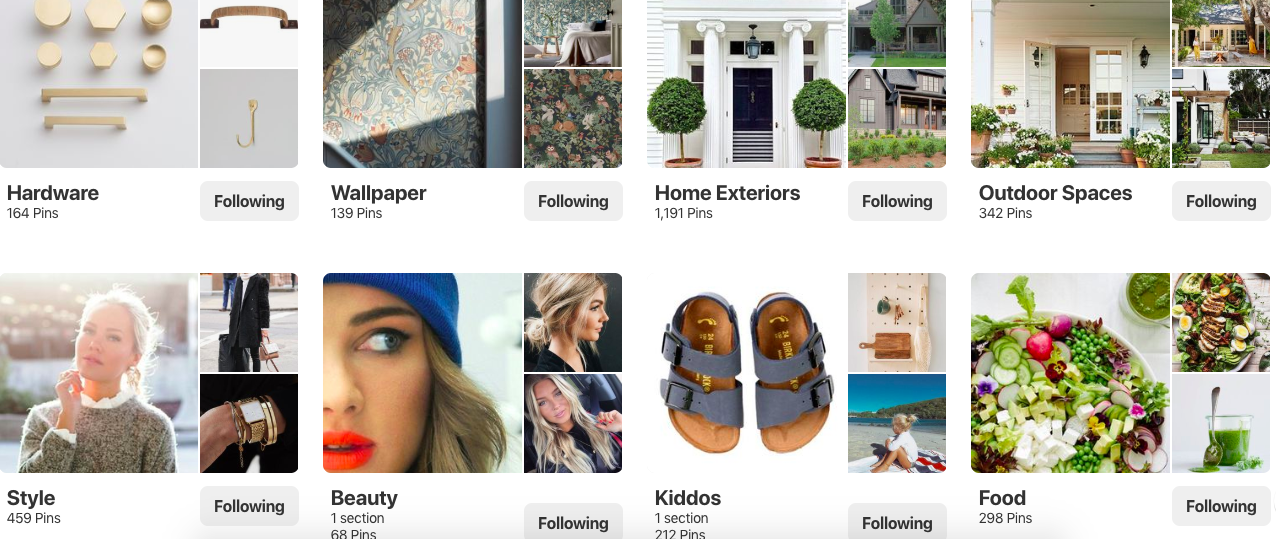 Hardware
164 Pins
Following
Wallpaper
139 Pins
Following
Home Exteriors
1,191 Pins
Following
Outdoor Spaces
342 Pins
Following
Style
459 Pins
Following
Beauty
1 section
68 Pins
Following
Kiddos
1 section
212 Pins
Following
Food
298 Pins
Following